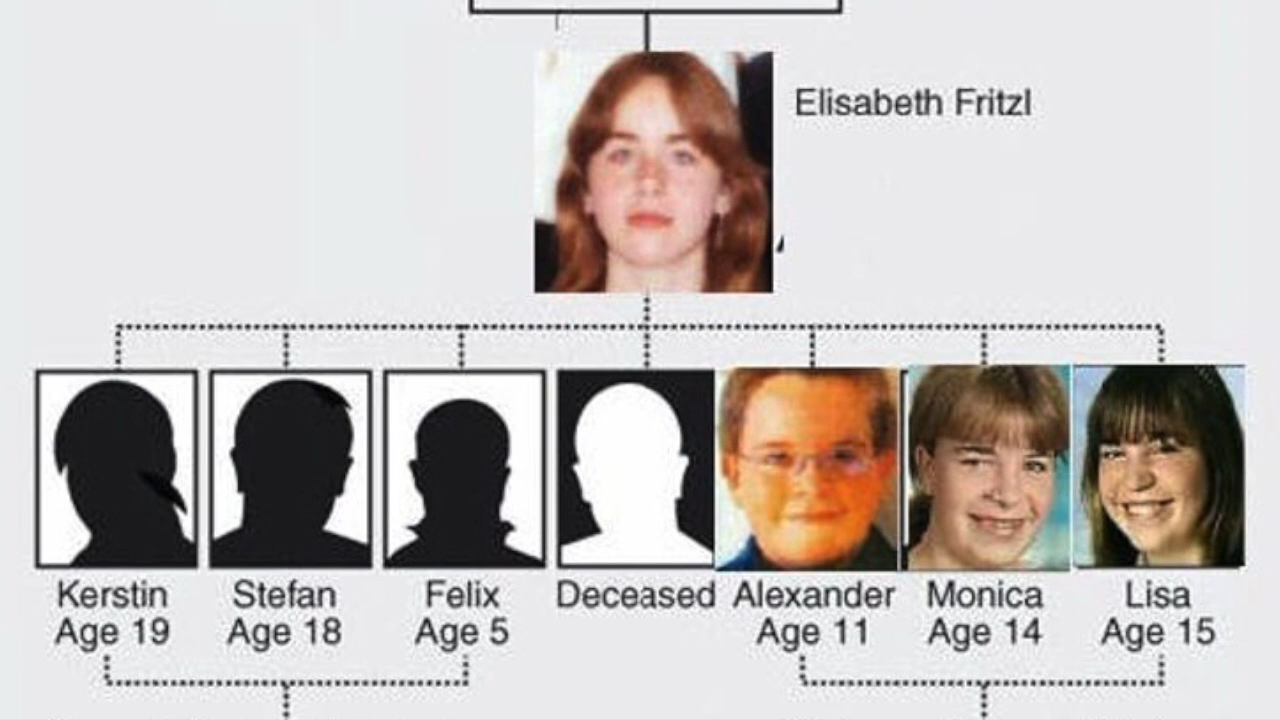 Elisabeth Fritzl
Kerstin
Age 19
Stefan
Age 18
Felix
Age 5
Deceased
Alexander
Age 11
Monica
Age 14
Lisa
Age 15